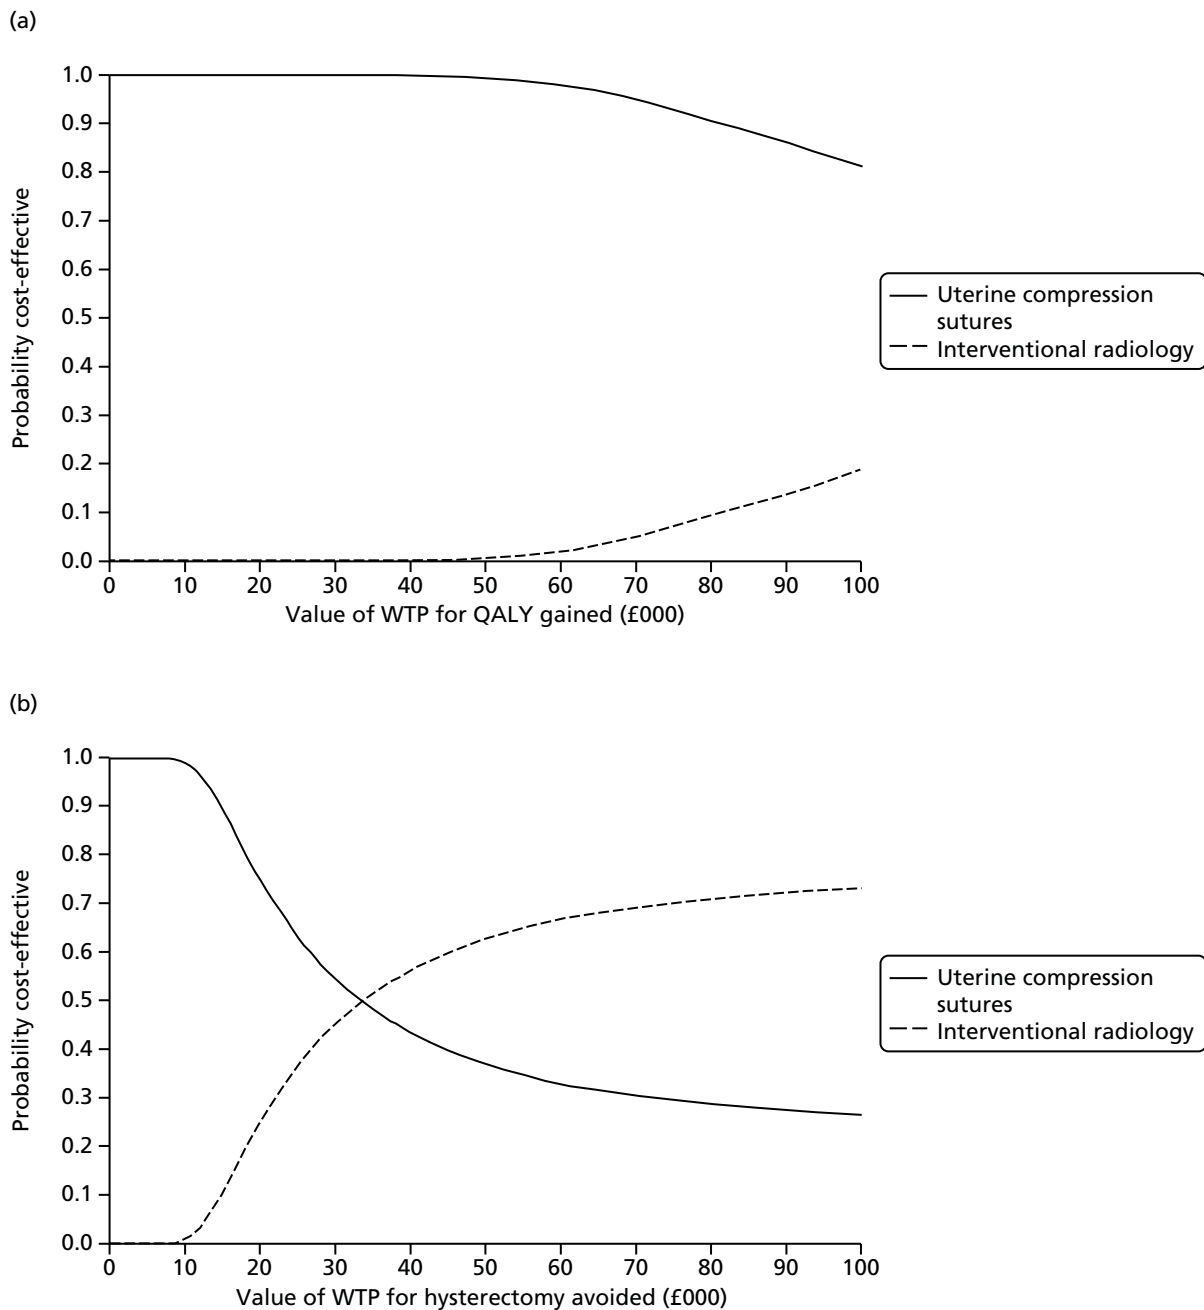 (a)
1.0
0.9
0.8
0.7
0.6
0.5
0.4
0.3
0.2
0.1
0.0
Probability cost-effective
0 10 20 30 40 50 60 70 80 90 100
Value of WTP for QALY gained (£000)
Uterine compression
sutures
Interventional radiology
(b)
1.0
0.9
0.8
0.7
0.6
0.5
0.4
0.3
0.2
0.1
0.0
Probability cost-effective
0 10 20 30 40 50 60 70 80 90 100
Value of WTP for hysterectomy avoided (£000)
Uterine compression
sutures
Interventional radiology